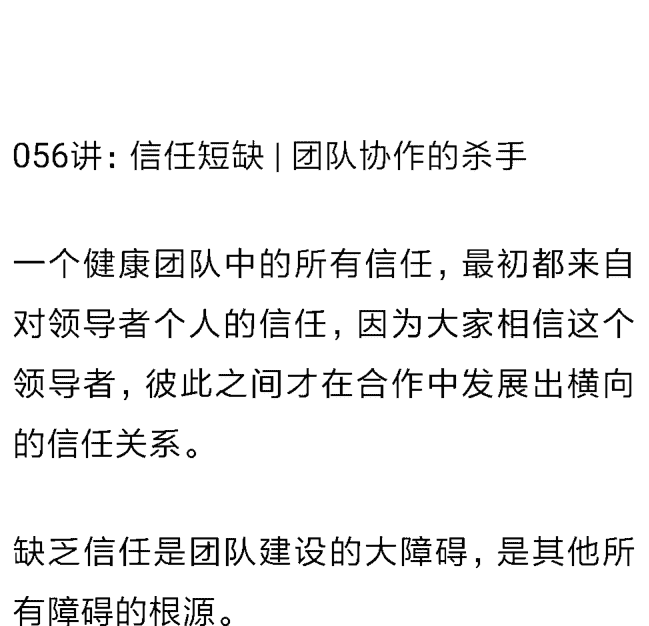 056讲：信任短缺 | 团队协作的杀手
一个健康团队中的所有信任，最初都来自
对领导者个人的信任，因为大家相信这个
领导者，彼此之间才在合作中发展出横向
的信任关系。
缺乏信任是团队建设的大障碍，是其他所
有障碍的根源。